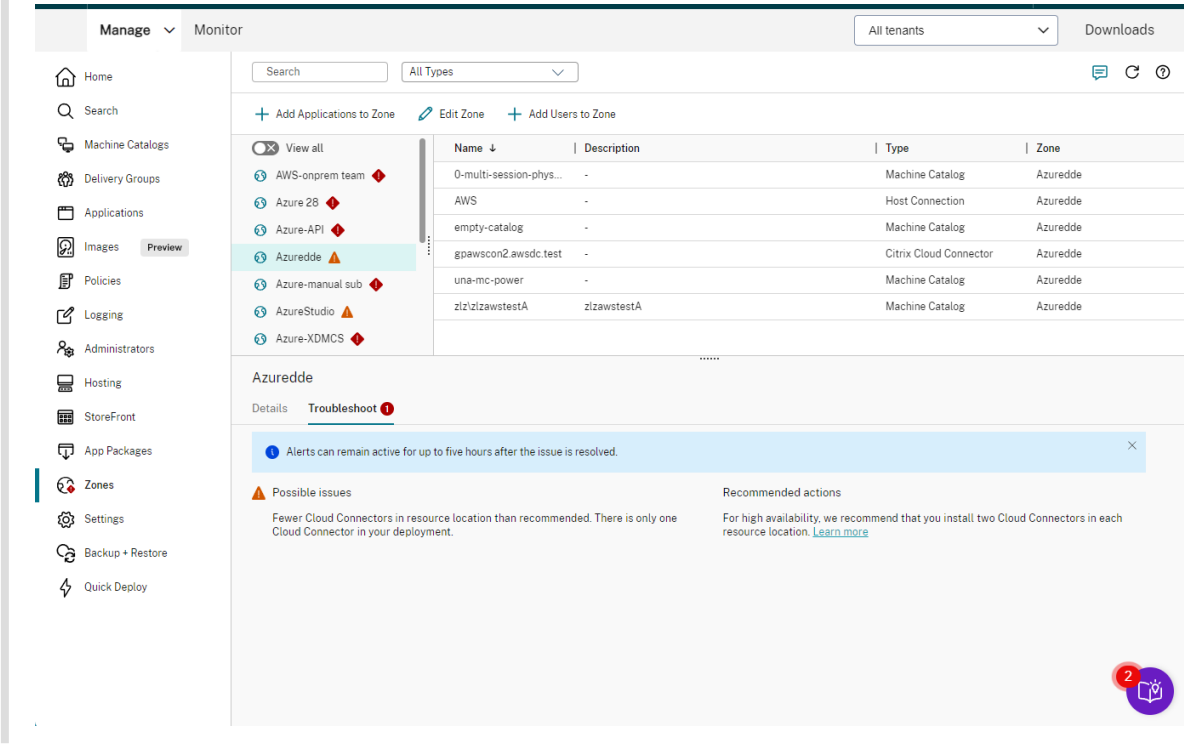 Manage Monitor All tenants Downloads
Home
Search
Machine Catalogs
Delivery Groups
Applications
Images Preview
Policies
Logging
Administrators
Hosting
StoreFront
App Packages
Zones
Settings
Backup + Restore
Quick Deploy
Search All Types
Add Applications to Zone Edit Zone Add Users to Zone
View all
AWS-onprem team
Azure 28
Azure-API
Azuredde
Azure-manual sub
AzureStudio
Azure-XDMCS
Name ↓ Description Type Zone
0-multi-session-phys... - Machine Catalog Azuredde
AWS - Host Connection Azuredde
empty-catalog - Machine Catalog Azuredde
gpawscon2.awsdc.test - Citrix Cloud Connector Azuredde
una-mc-power - Machine Catalog Azuredde
zlz\zlzawstestA zlzawstestA Machine Catalog Azuredde
Azuredde
Details Troubleshoot 1
Alerts can remain active for up to five hours after the issue is resolved.
Possible issues
Fewer Cloud Connectors in resource location than recommended. There is only one
Cloud Connector in your deployment.
Recommended actions
For high availability, we recommend that you install two Cloud Connectors in each
resource location. Learn more
2